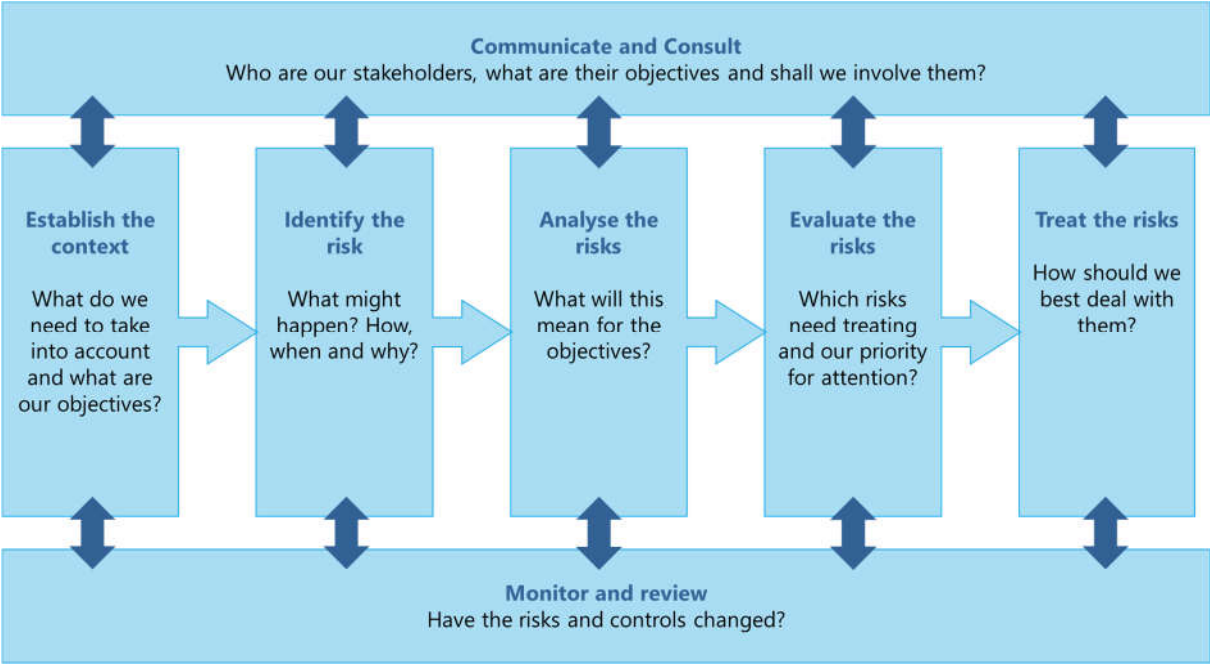 Communicate and Consult
Who are our stakeholders, what are their objectives and shall we involve them?
Establish the
context
What do we
need to take
into account
and what are
our objectives?
Identify the
risk
What might
happen? How,
when and why?
Analyse the
risks
What will this
mean for the
objectives?
Evaluate the
risks
Which risks
need treating
and our priority
for attention?
Treat the risks
How should we
best deal with
them?
Monitor and review
Have the risks and controls changed?